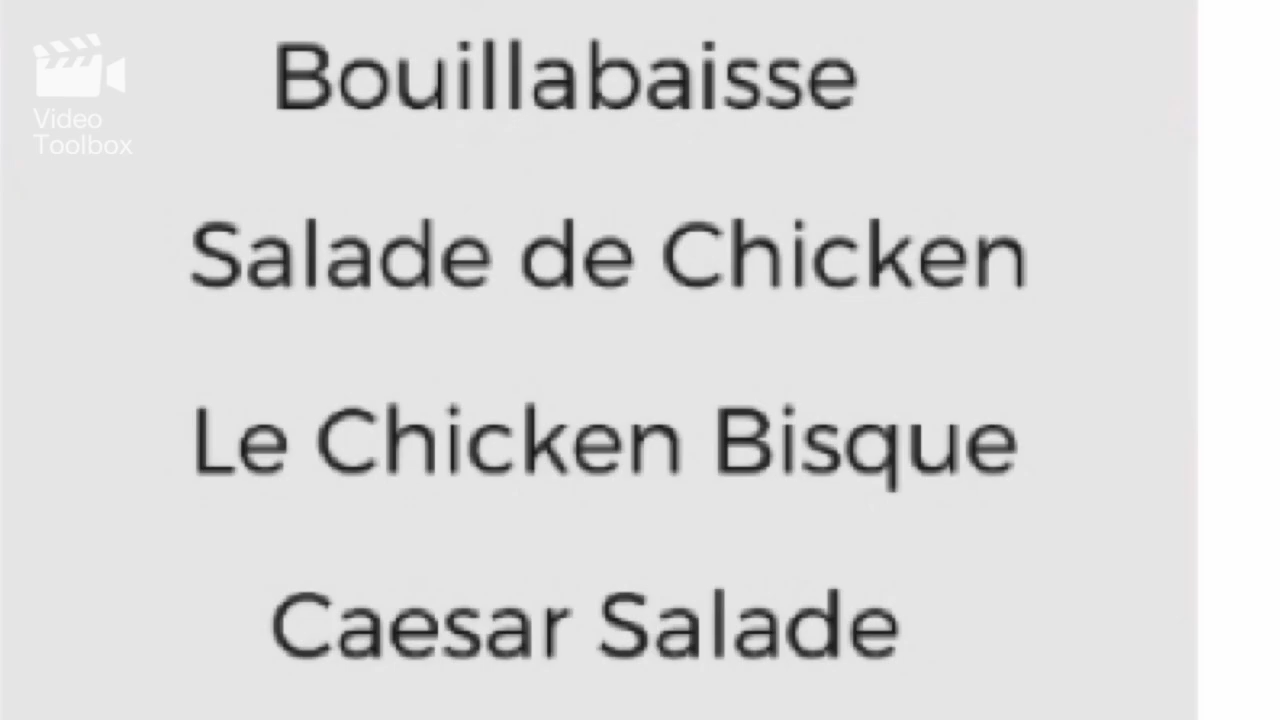 Video
Toolbox
Bouillabaisse
Salade de Chicken
Le Chicken Bisque
Caesar Salade